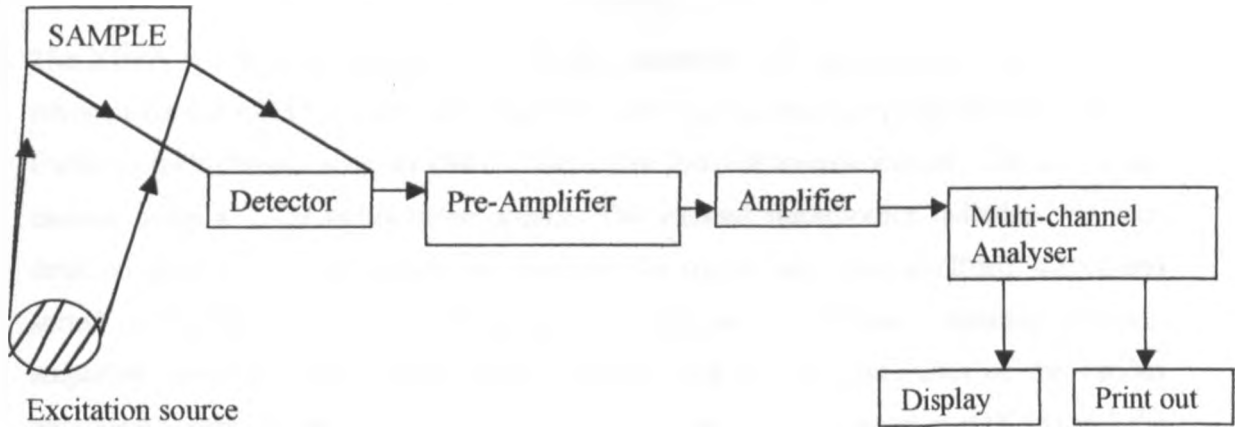 SAMPLE
Detector
Pre-Amplifier
Amplifier
Multi-channel
Analyser
Display
Print out
Excitation source